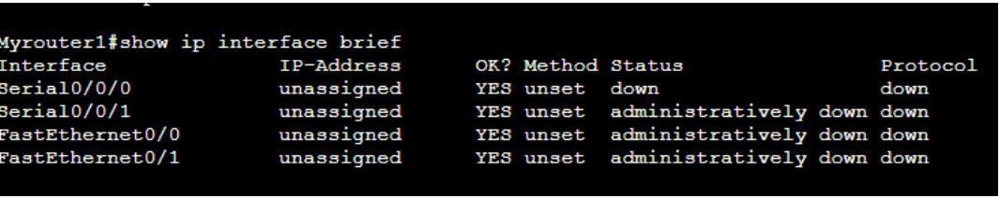 Myrouter1#show ip interface brief
Interface IP-Address OK? Method Status Protocol
Serial0/0/0 unassigned YES unset down down
Serial0/0/1 unassigned YES unset administratively down down
FastEthernet0/0 unassigned YES unset administratively down down
FastEthernet0/1 unassigned YES unset administratively down down